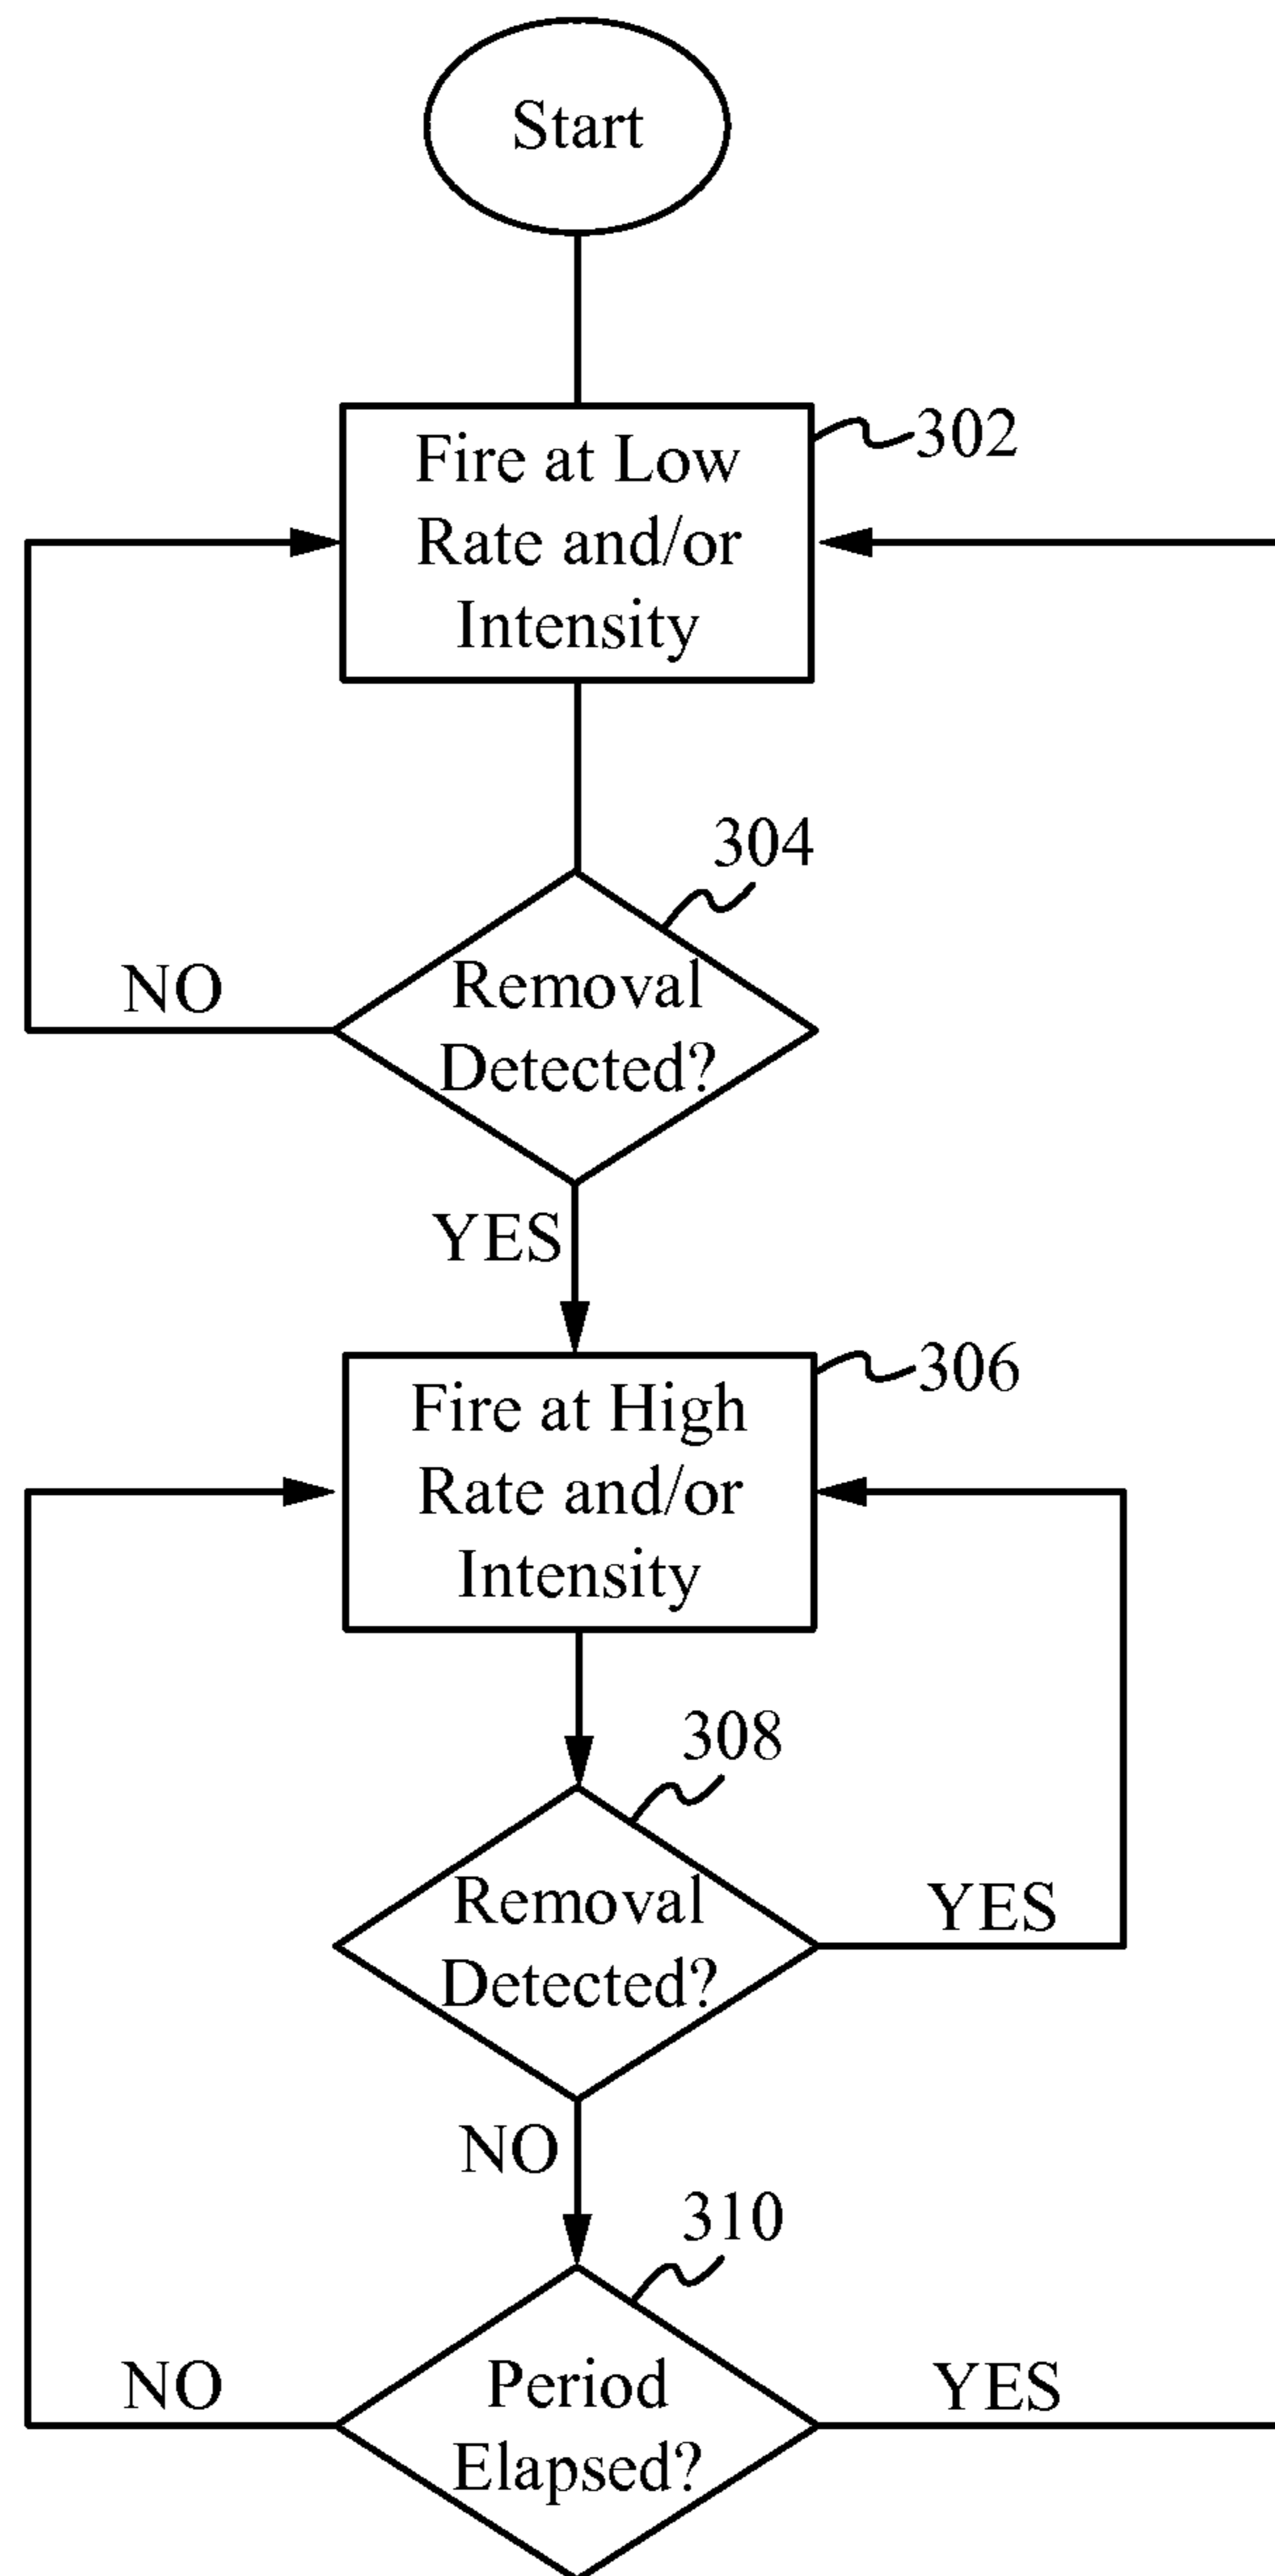 Start
Fire at Low
Rate and/or
Intensity
302
304
Removal
Detected?
NO
YES
306
Fire at High
Rate and/or
Intensity
308
Removal
Detected?
YES
NO
310
Period
Elapsed?
NO
YES